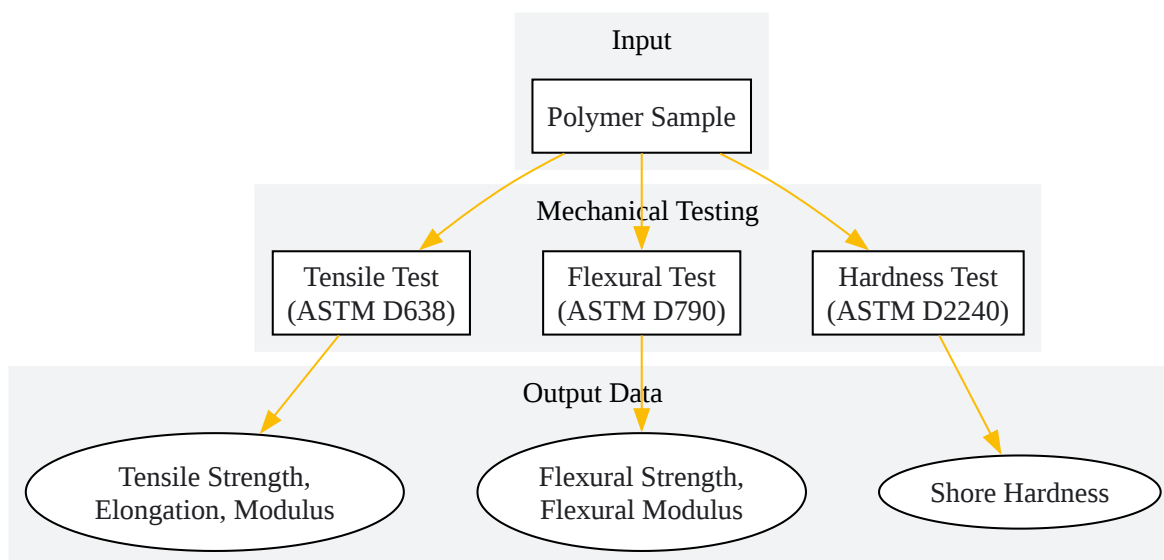 Input
Polymer Sample
Mechanical Testing
Tensile Test
(ASTM D638)
Flexural Test
(ASTM D790)
Hardness Test
(ASTM D2240)
Output Data
Tensile Strength,
Elongation, Modulus
Flexural Strength,
Flexural Modulus
Shore Hardness